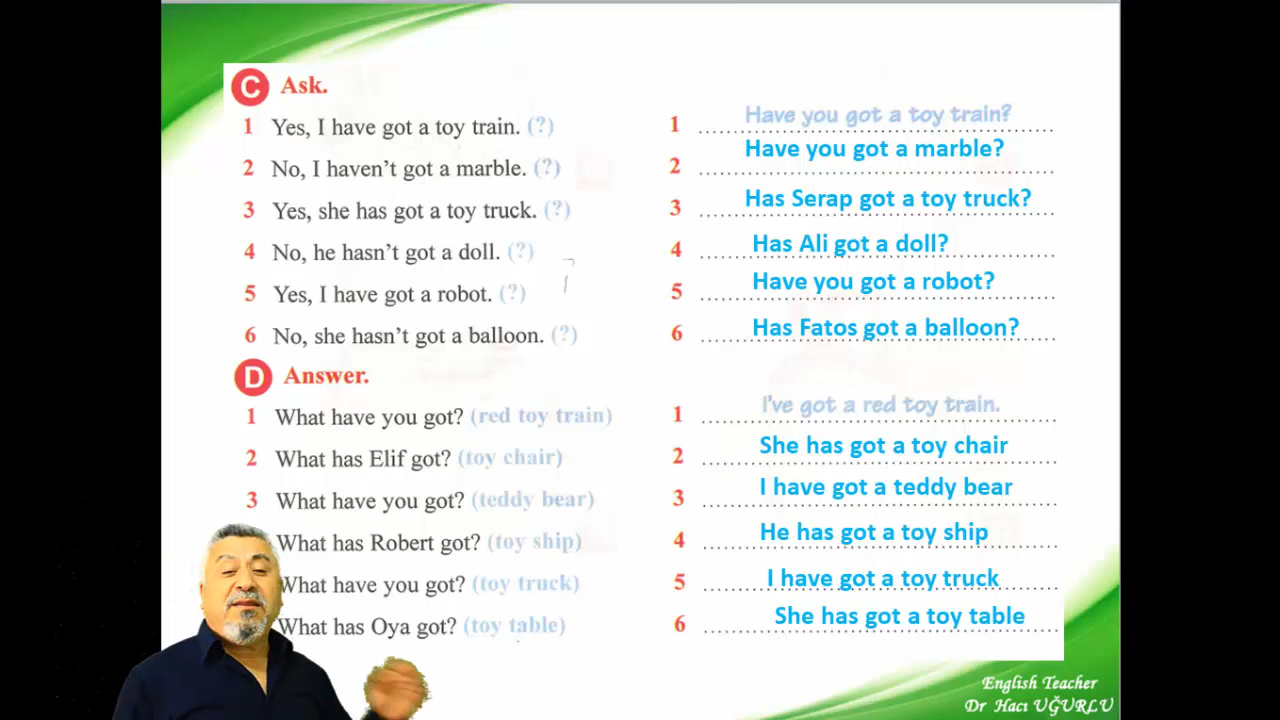 C Ask.
1 Yes, I have got a toy train. (?)
2 No, I haven't got a marble. (?)
3 Yes, she has got a toy truck. (?)
4 No, he hasn't got a doll. (?)
5 Yes, I have got a robot. (?)
6 No, she hasn't got a balloon. (?)
1 Have you got a toy train?
2 Have you got a marble?
3 Has Serap got a toy truck?
4 Has Ali got a doll?
5 Have you got a robot?
6 Has Fatos got a balloon?
D Answer.
1 What have you got? (red toy train)
2 What has Elif got? (toy chair)
3 What have you got? (teddy bear)
What has Robert got? (toy ship)
What have you got? (toy truck)
What has Oya got? (toy table)
1 I've got a red toy train.
2 She has got a toy chair
3 I have got a teddy bear
4 He has got a toy ship
5 I have got a toy truck
6 She has got a toy table
English Teacher
Dr Hacı UĞURLU